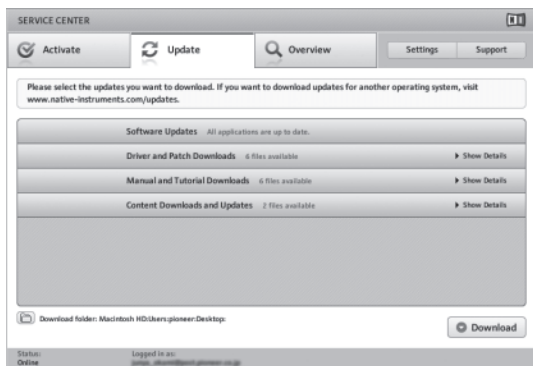 SERVICE CENTER
Activate
Update
Overview
Settings
Support
Please select the updates you want to download. If you want to download updates for another operating system, visit
www.native-instruments.com/updates.
Software Updates All applications are up to date.
Driver and Patch Downloads 6 files available Show Details
Manual and Tutorial Downloads 6 files available Show Details
Content Downloads and Updates 2 files available Show Details
Download folder: Macintosh HD:Users:pioneer:Desktop:
Download
Status: Logged in as:
Online